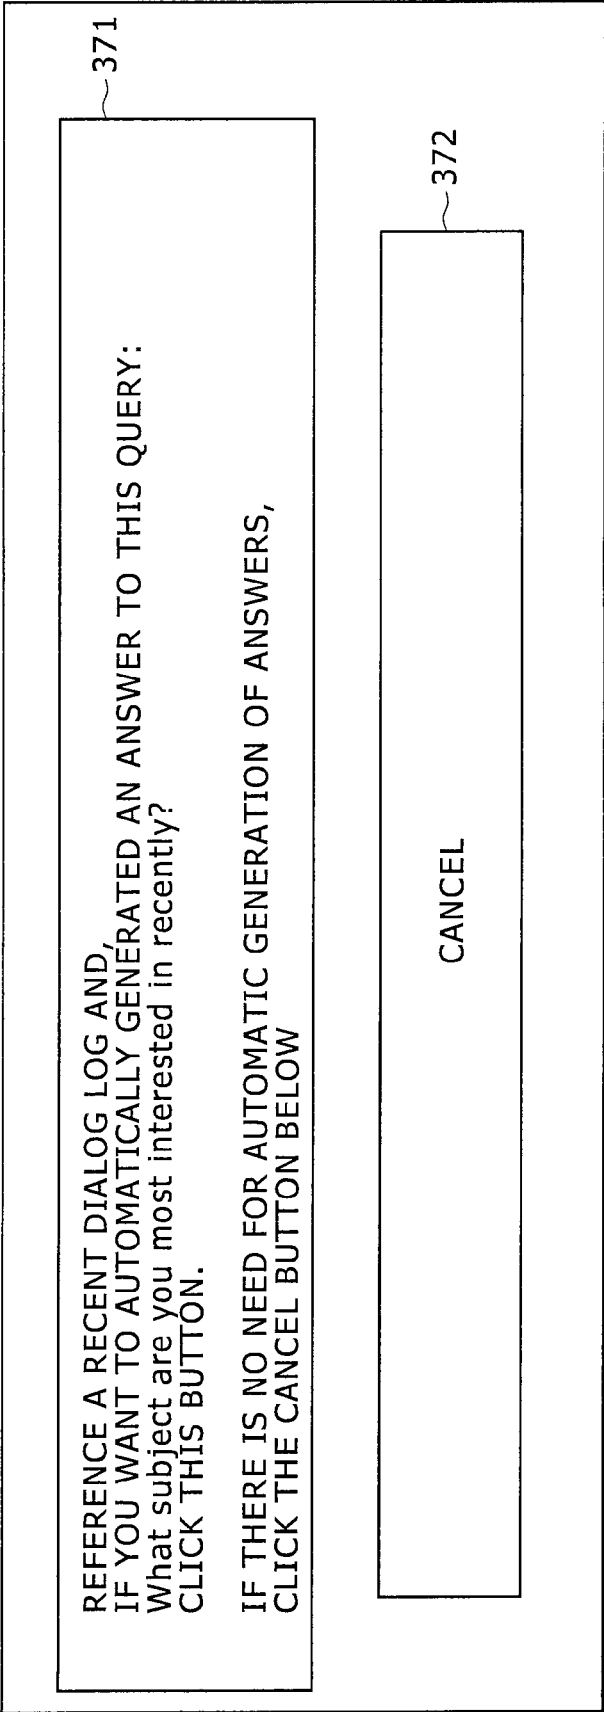 REFERENCE A RECENT DIALOG LOG AND,
IF YOU WANT TO AUTOMATICALLY GENERATED AN ANSWER TO THIS QUERY:
What subject are you most interested in recently?
CLICK THIS BUTTON.
IF THERE IS NO NEED FOR AUTOMATIC GENERATION OF ANSWERS,
CLICK THE CANCEL BUTTON BELOW
371
CANCEL
372